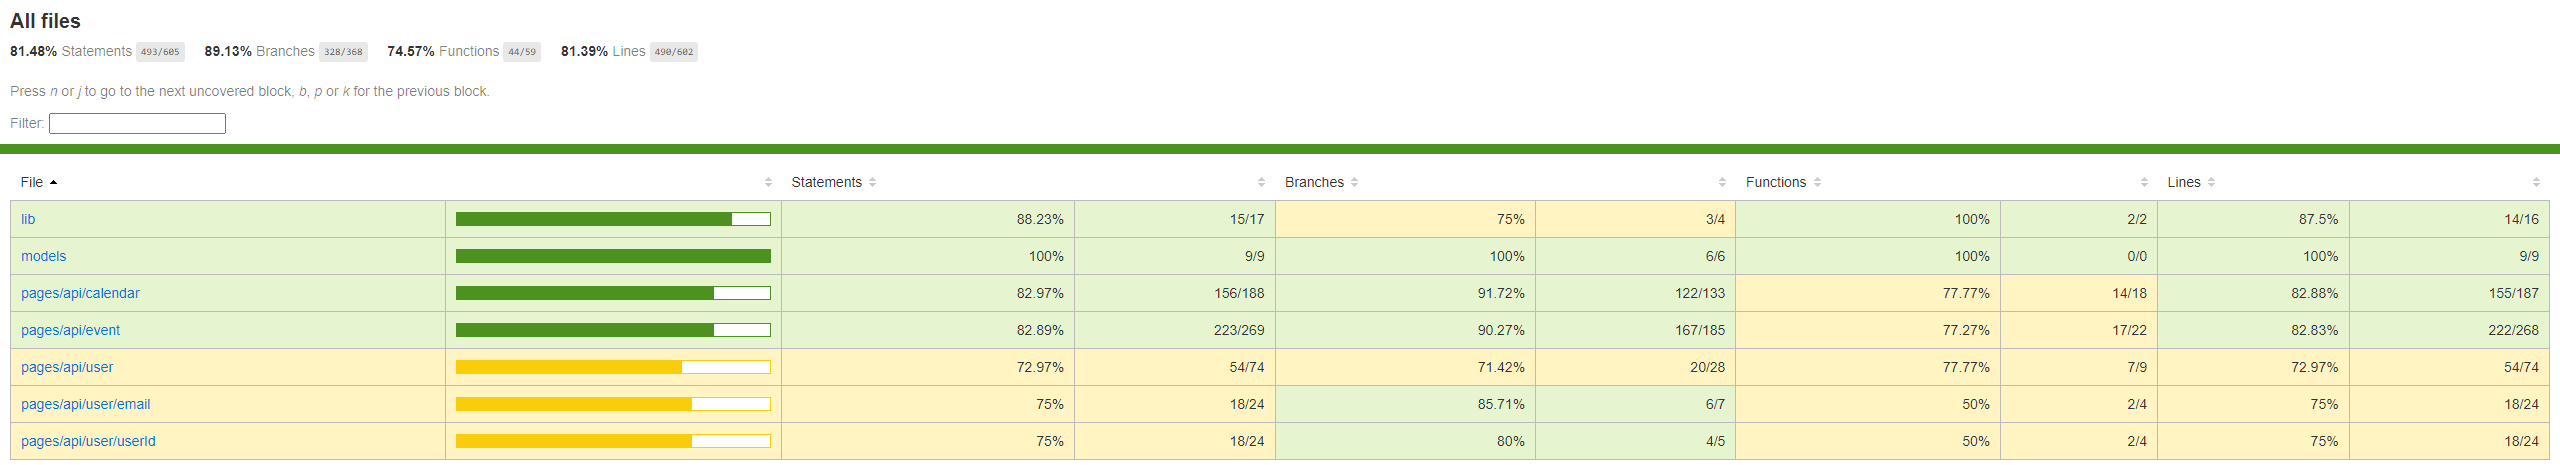 All files
81.48% Statements 493/605 89.13% Branches 328/368 74.57% Functions 44/59 81.39% Lines 490/602
Press n or j to go to the next uncovered block, b, p or k for the previous block.
Filter:
File Statements Branches Functions Lines
lib 88.23% 15/17 75% 3/4 100% 2/2 87.5% 14/16
models 100% 9/9 100% 6/6 100% 0/0 100% 9/9
pages/api/calendar 82.97% 156/188 91.72% 122/133 77.77% 14/18 82.88% 155/187
pages/api/event 82.89% 223/269 90.27% 167/185 77.27% 17/22 82.83% 222/268
pages/api/user 72.97% 54/74 71.42% 20/28 77.77% 7/9 72.97% 54/74
pages/api/user/email 75% 18/24 85.71% 6/7 50% 2/4 75% 18/24
pages/api/user/userId 75% 18/24 80% 4/5 50% 2/4 75% 18/24